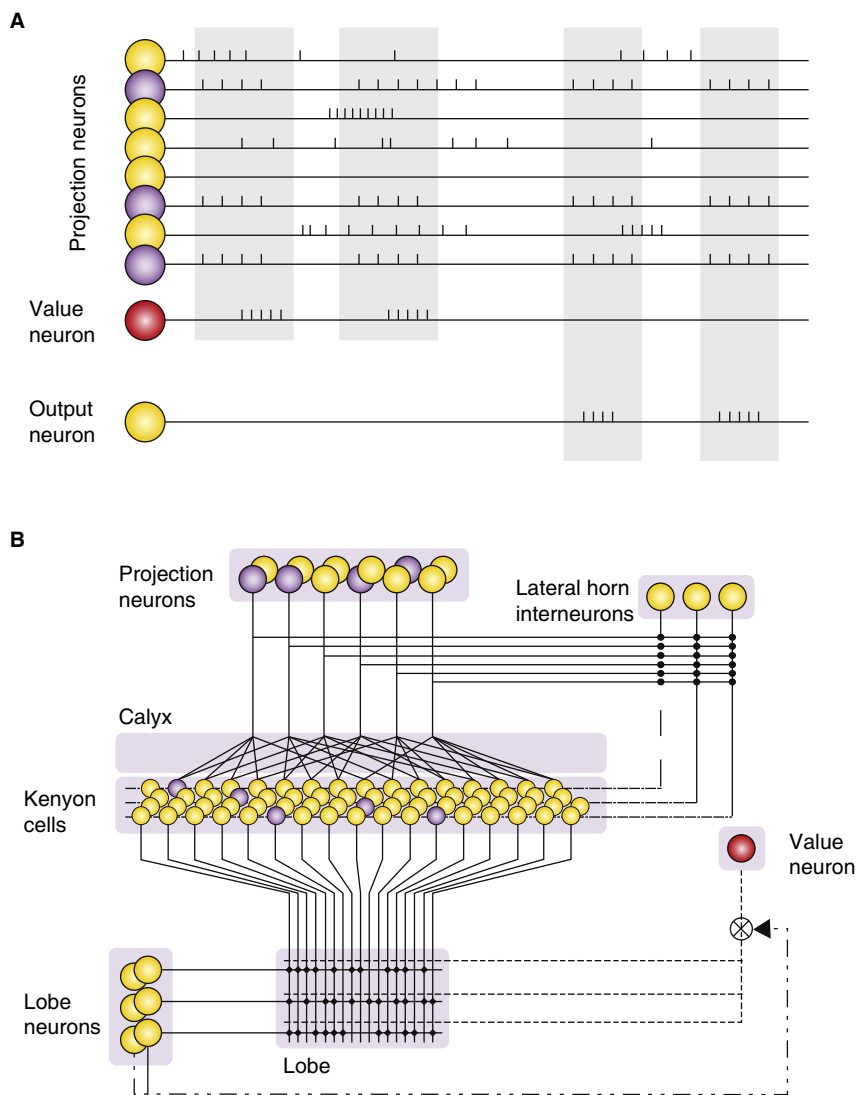 A
Projection neurons
Value
neuron
Output
neuron
B
Projection
neurons
Lateral horn
interneurons
Calyx
Kenyon
cells
Value
neuron
Lobe
neurons
Lobe